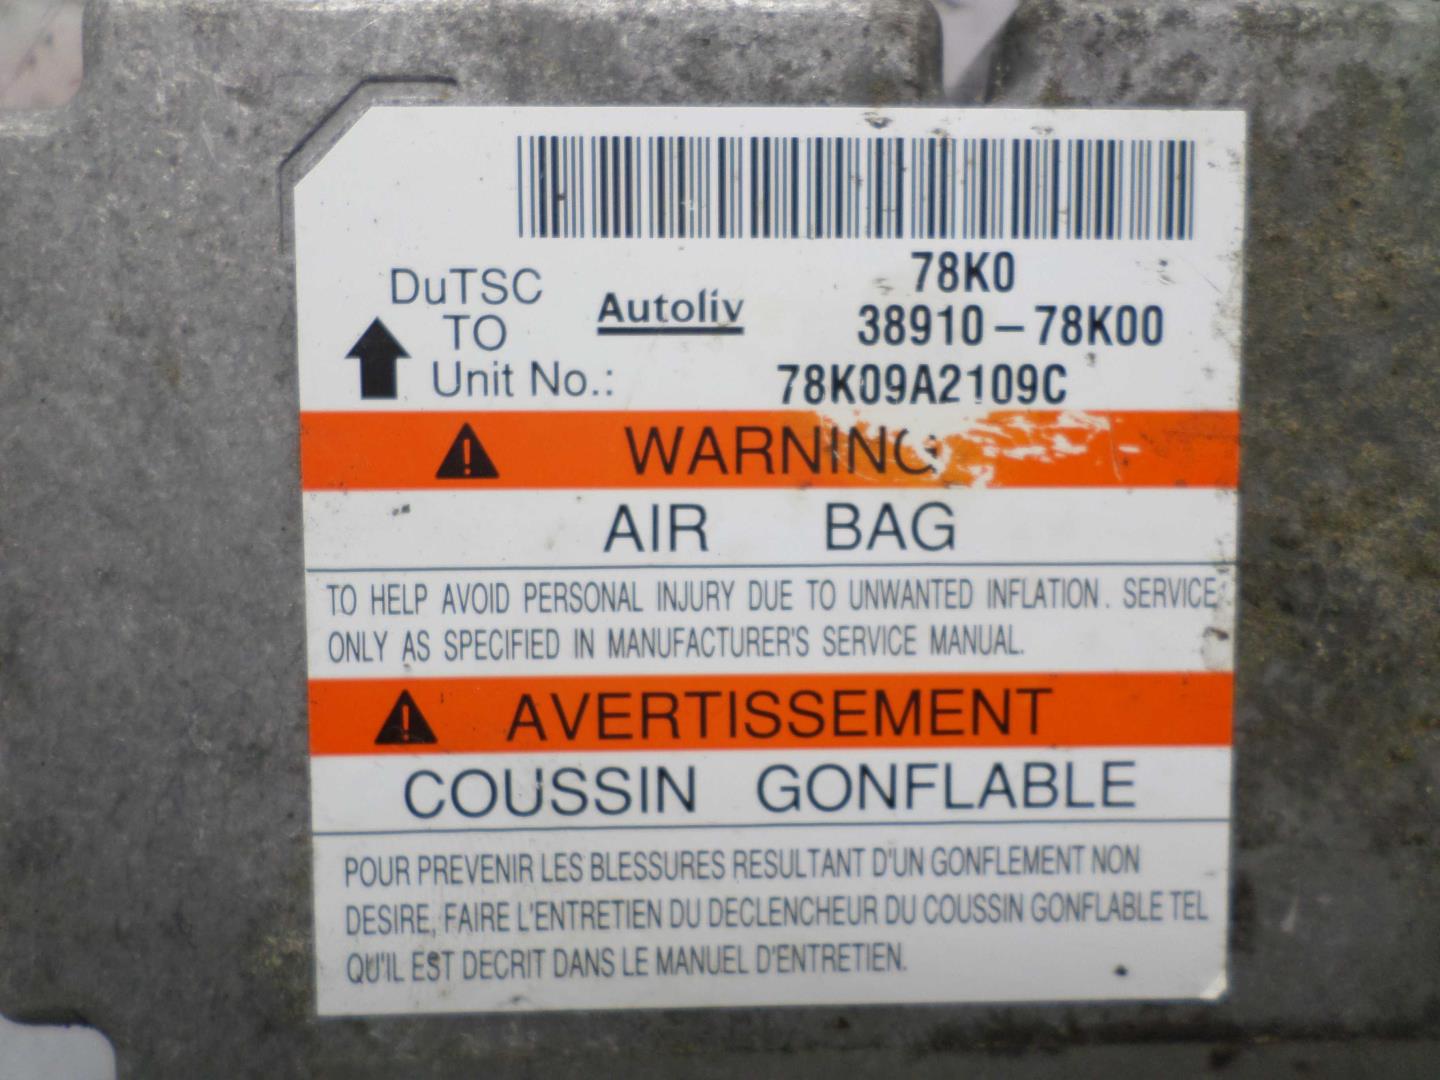 78K0
DuTSC
TO
Unit No.:
Autoliv
38910-78K00
78K09A2109C
WARNING
AIR BAG
TO HELP AVOID PERSONAL INJURY DUE TO UNWANTED INFLATION. SERVICE
ONLY AS SPECIFIED IN MANUFACTURER'S SERVICE MANUAL.
AVERTISSEMENT
COUSSIN GONFLABLE
POUR PREVENIR LES BLESSURES RESULTANT D'UN GONFLEMENT NON
DESIRE, FAIRE L'ENTRETIEN DU DECLENCHEUR DU COUSSIN GONFLABLE TEL
QU'IL EST DECRIT DANS LE MANUEL D'ENTRETIEN.